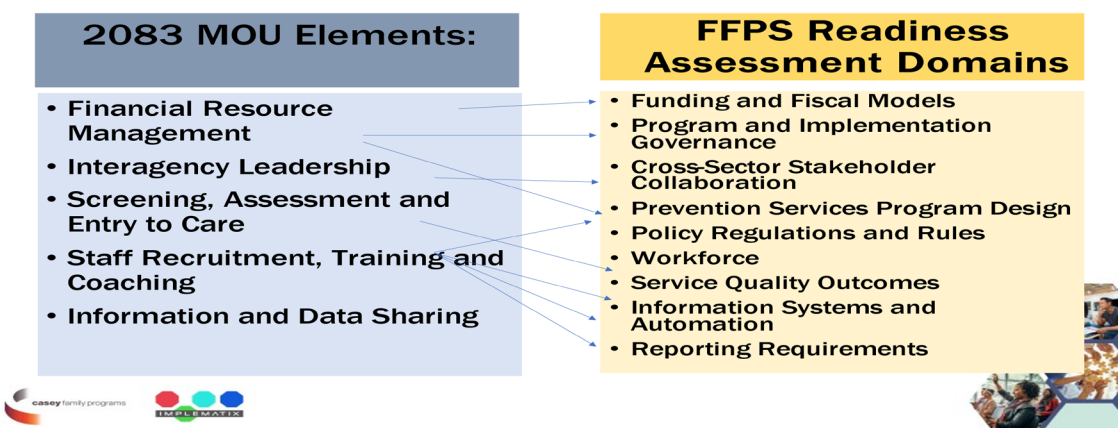 2083 MOU Elements:
• Financial Resource
Management
• Interagency Leadership
• Screening, Assessment and
Entry to Care
• Staff Recruitment, Training and
Coaching
• Information and Data Sharing
FFPS Readiness
Assessment Domains
• Funding and Fiscal Models
• Program and Implementation
Governance
• Cross-Sector Stakeholder
Collaboration
• Prevention Services Program Design
• Policy Regulations and Rules
• Workforce
• Service Quality Outcomes
• Information Systems and
Automation
• Reporting Requirements
casey family programs
IMPLEMATIX